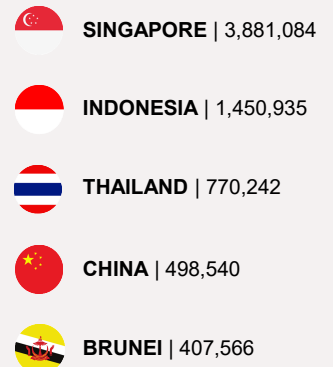 SINGAPORE | 3,881,084
INDONESIA | 1,450,935
THAILAND | 770,242
CHINA | 498,540
BRUNEI | 407,566